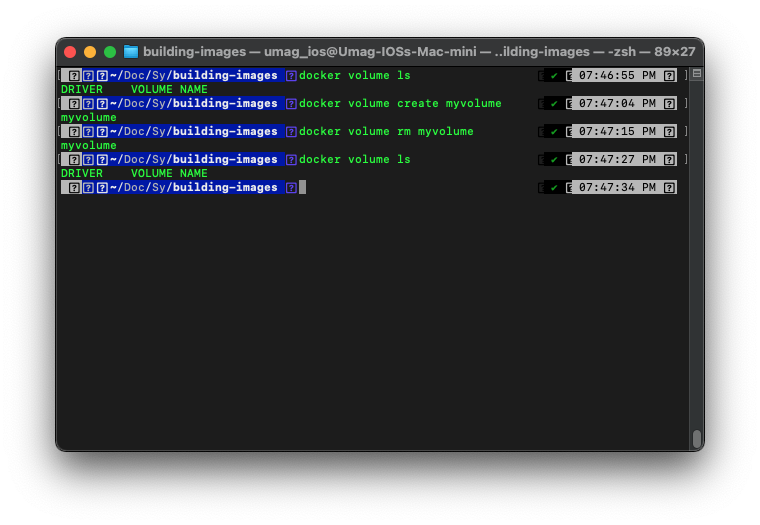 building-images — umag_ios@Umag-IOSs-Mac-mini — ..ilding-images — -zsh — 89×27
~/Doc/Sy/building-images docker volume ls ✔ 07:46:55 PM
DRIVER VOLUME NAME
~/Doc/Sy/building-images docker volume create myvolume ✔ 07:47:04 PM
myvolume
~/Doc/Sy/building-images docker volume rm myvolume ✔ 07:47:15 PM
myvolume
~/Doc/Sy/building-images docker volume ls ✔ 07:47:27 PM
DRIVER VOLUME NAME
~/Doc/Sy/building-images ✔ 07:47:34 PM